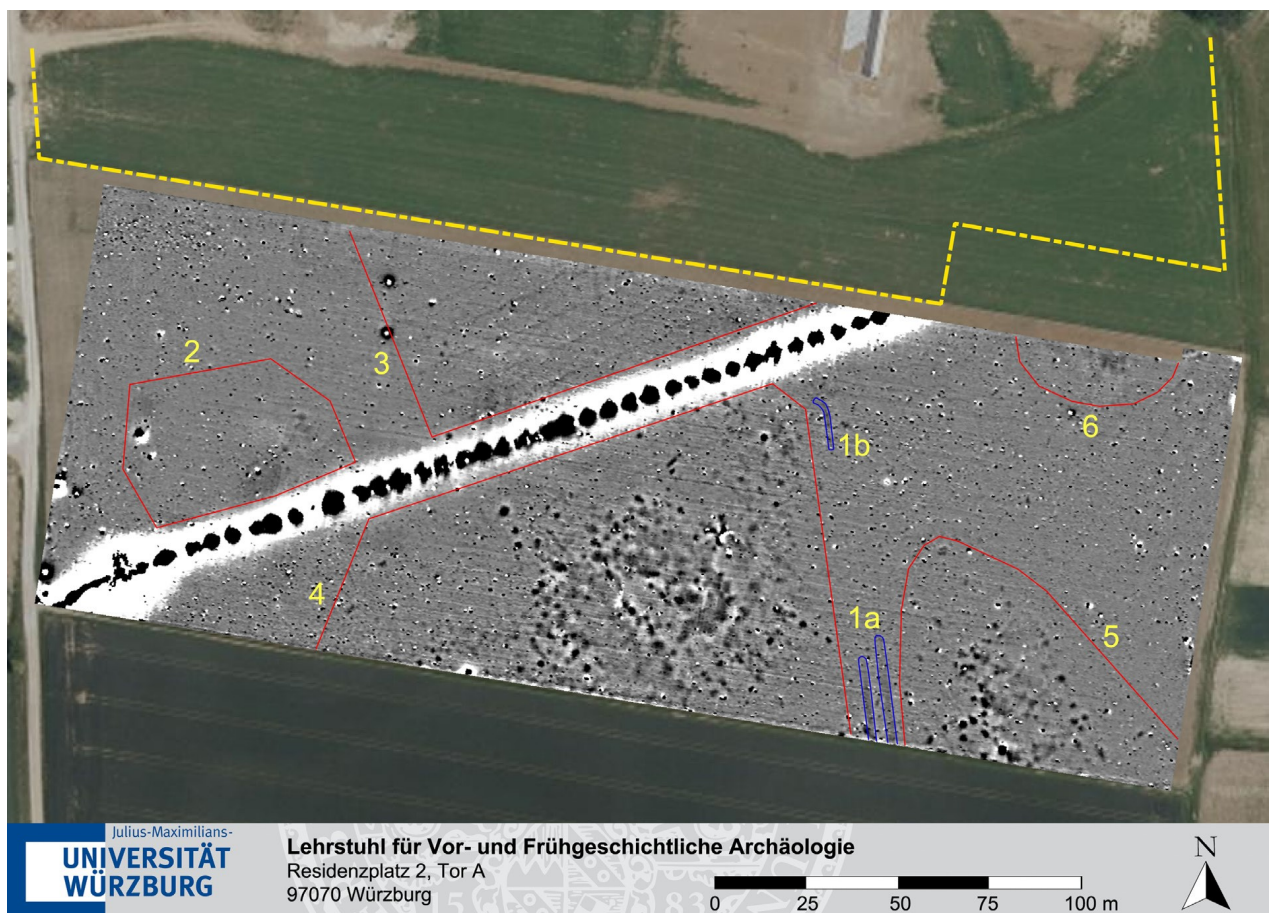 2
3
1b
6
4
1a
5
Julius-Maximilians-
UNIVERSITÄT
WÜRZBURG
Lehrstuhl für Vor- und Frühgeschichtliche Archäologie
Residenzplatz 2, Tor A
97070 Würzburg
N
0 25 50 75 100 m